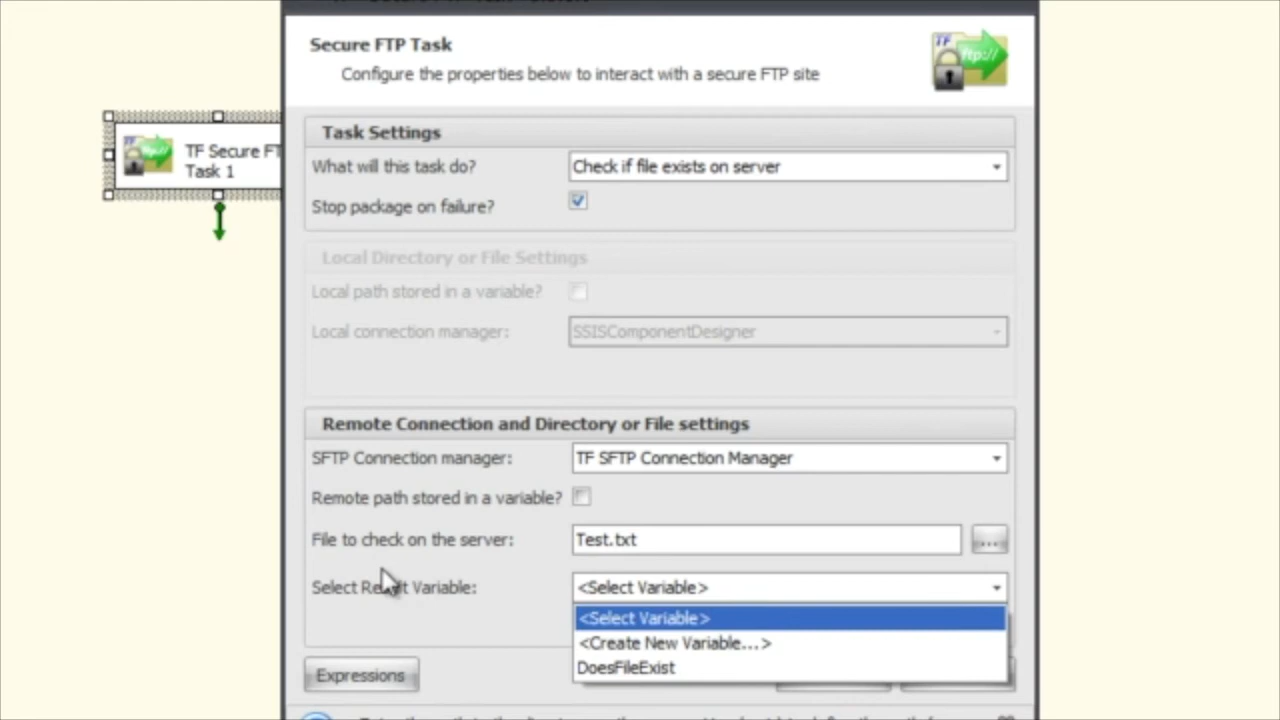 Secure FTP Task
Configure the properties below to interact with a secure FTP site
TF
ftp://
TF Secure FT
Task 1
Task Settings
What will this task do? Check if file exists on server
Stop package on failure?
Local Directory or File Settings
Local path stored in a variable?
Local connection manager: SSISComponentDesigner
Remote Connection and Directory or File settings
SFTP Connection manager: TF SFTP Connection Manager
Remote path stored in a variable?
File to check on the server: Test.txt ...
Select Result Variable: <Select Variable>
<Select Variable>
<Create New Variable...>
DoesFileExist
Expressions